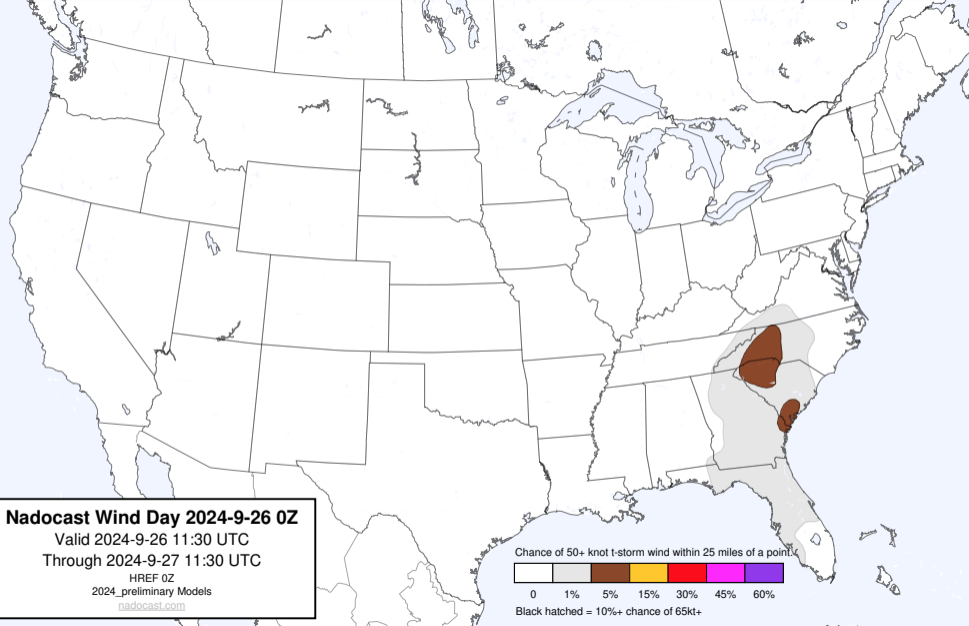 Nadocast Wind Day 2024-9-26 0Z
Valid 2024-9-26 11:30 UTC
Through 2024-9-27 11:30 UTC
HREF 0Z
2024_preliminary Models
nadocast.com
Chance of 50+ knot t-storm wind within 25 miles of a point.
0 1% 5% 15% 30% 45% 60%
Black hatched = 10%+ chance of 65kt+